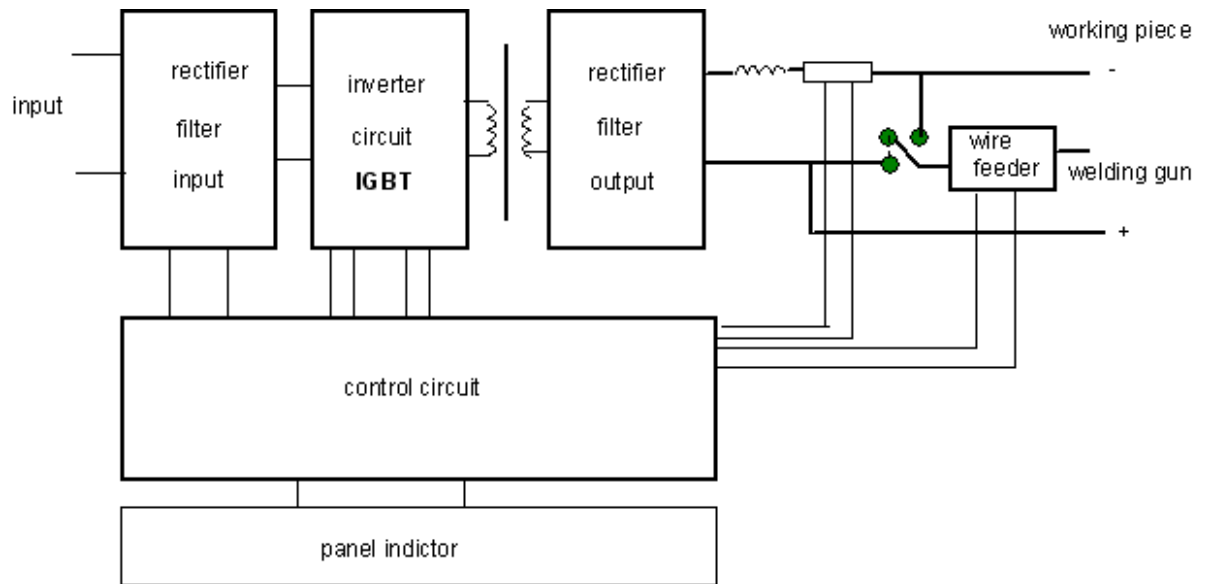 input
rectifier
filter
input
inverter
circuit
IGBT
rectifier
filter
output
working piece
-
wire
feeder
welding gun
+
control circuit
panel indictor